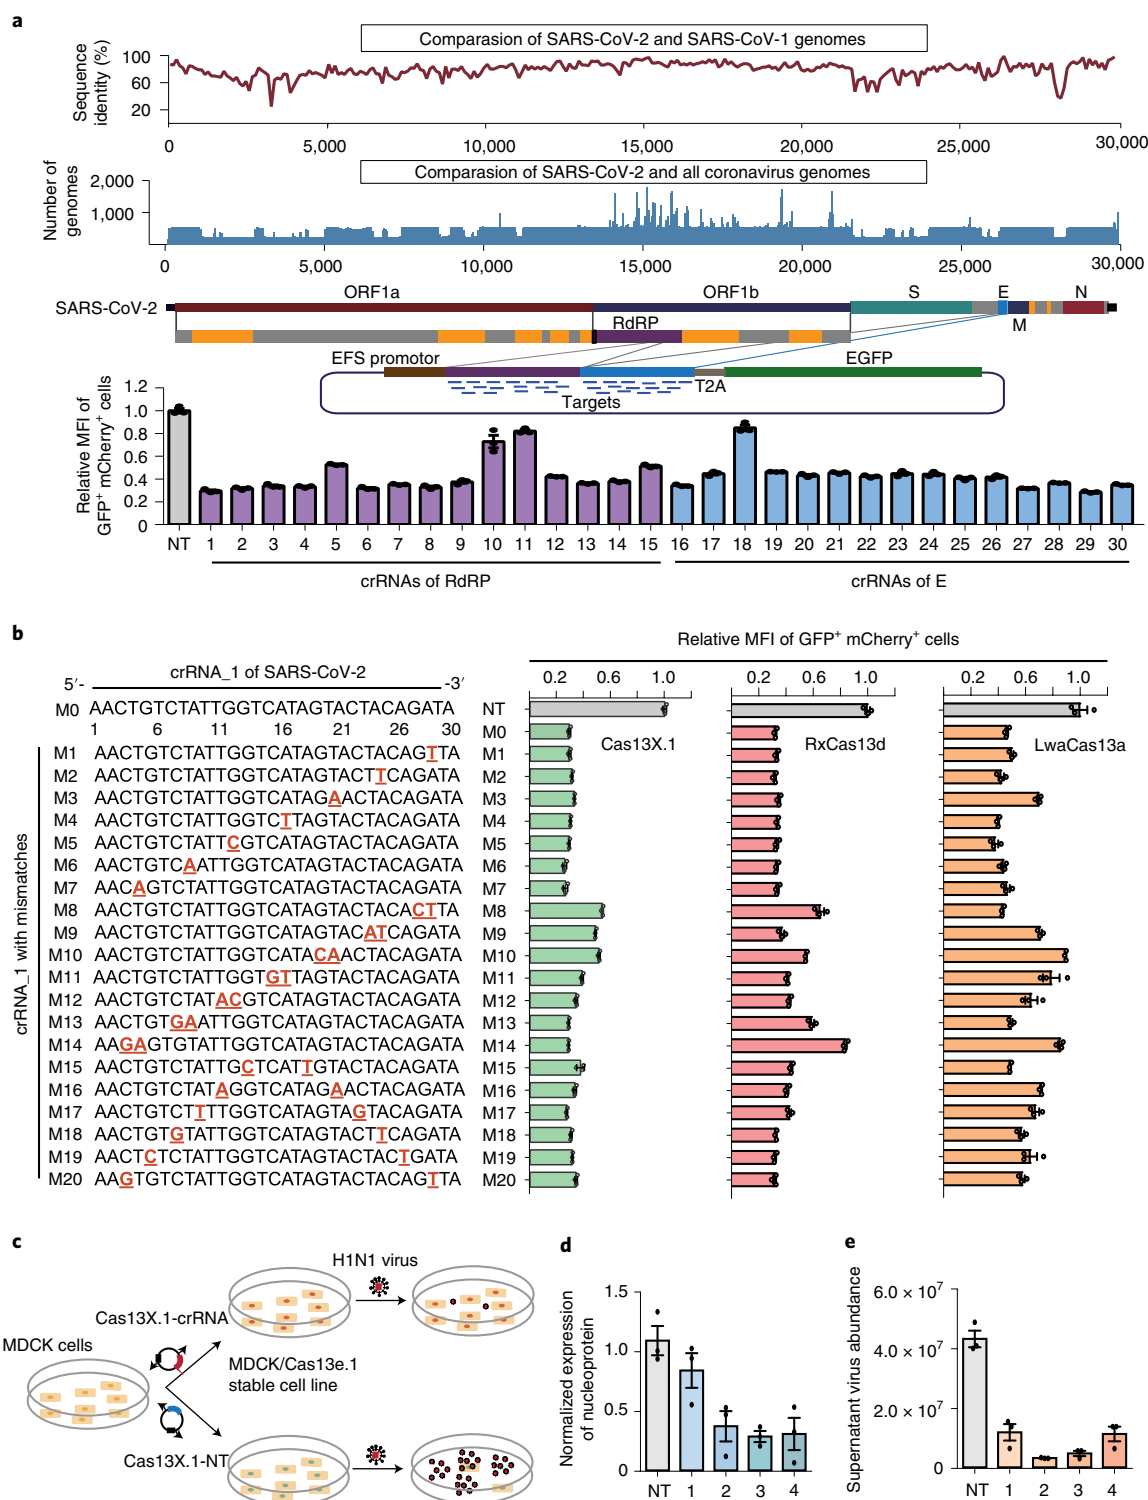 a
Comparasion of SARS-CoV-2 and SARS-CoV-1 genomes
Sequence identity (%)
100
60
20
0 5,000 10,000 15,000 20,000 25,000 30,000
Comparasion of SARS-CoV-2 and all coronavirus genomes
Number of genomes
2,000
1,000
0 5,000 10,000 15,000 20,000 25,000 30,000
ORF1a ORF1b S E N
SARS-CoV-2
M
RdRP
EFS promotor EGFP
T2A
Targets
Relative MFI of GFP+ mCherry+ cells
1.2
1.0
0.8
0.6
0.4
0.2
0
NT 1 2 3 4 5 6 7 8 9 10 11 12 13 14 15 16 17 18 19 20 21 22 23 24 25 26 27 28 29 30
crRNAs of RdRP crRNAs of E
b
Relative MFI of GFP+ mCherry+ cells
crRNA_1 of SARS-CoV-2
5′- -3′
0.2 0.6 1.0 0.2 0.6 1.0 0.2 0.6 1.0
M0 AACTGTCTATTGGTCATAGTACTACAGATA NT
1 6 11 16 21 26 30 M0
Cas13X.1 RxCas13d LwaCas13a
crRNA_1 with mismatches
M1 AACTGTCTATTGGTCATAGTACTACAGTTA M1
M2 AACTGTCTATTGGTCATAGTACTTCAGATA M2
M3 AACTGTCTATTGGTCATAGAACTACAGATA M3
M4 AACTGTCTATTGGTCTTAGTACTACAGATA M4
M5 AACTGTCTATTCGTCATAGTACTACAGATA M5
M6 AACTGTCAATTGGTCATAGTACTACAGATA M6
M7 AACAGTCTATTGGTCATAGTACTACAGATA M7
M8 AACTGTCTATTGGTCATAGTACTACACTTA M8
M9 AACTGTCTATTGGTCATAGTACATCAGATA M9
M10 AACTGTCTATTGGTCATACAACTACAGATA M10
M11 AACTGTCTATTGGTGTTAGTACTACAGATA M11
M12 AACTGTCTATACGTCATAGTACTACAGATA M12
M13 AACTGTGAATTGGTCATAGTACTACAGATA M13
M14 AAGAGTGTATTGGTCATAGTACTACAGATA M14
M15 AACTGTCTATTGCTCATTGTACTACAGATA M15
M16 AACTGTCTATAGGTCATAGAACTACAGATA M16
M17 AACTGTCTTTTGGTCATAGTAGTACAGATA M17
M18 AACTGTGTATTGGTCATAGTACTTCAGATA M18
M19 AACTCTCTATTGGTCATAGTACTACTGATA M19
M20 AAGTGTCTATTGGTCATAGTACTACAGTTA M20
c
H1N1 virus
Cas13X.1-crRNA
MDCK cells
MDCK/Cas13e.1 stable cell line
Cas13X.1-NT
d
Normalized expression of nucleoprotein
1.5
1.0
0.5
0
NT 1 2 3 4
e
Supernatant virus abundance
6.0 × 10⁷
4.0 × 10⁷
2.0 × 10⁷
0
NT 1 2 3 4